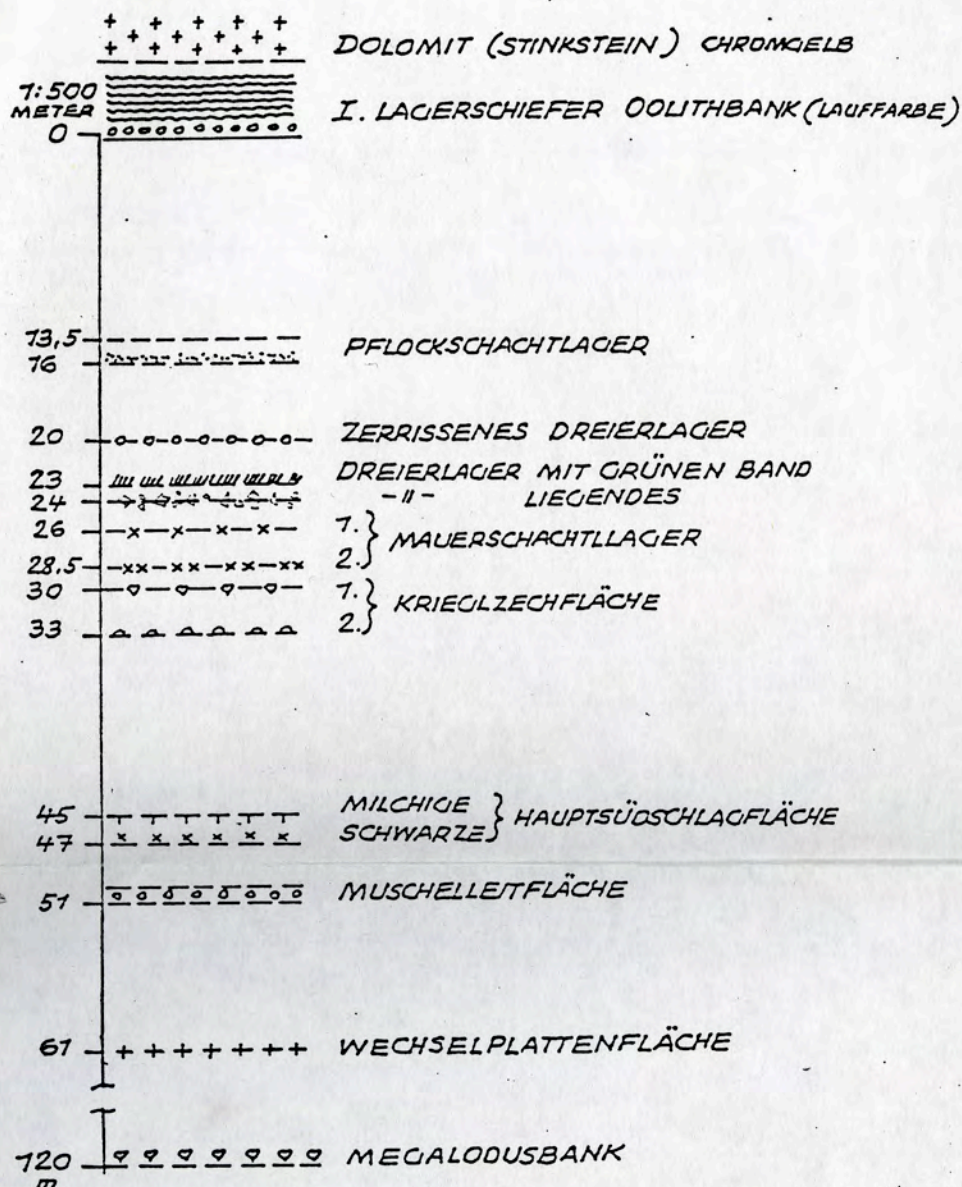 DOLOMIT (STINKSTEIN) CHROMGELB
1:500
METER
I. LAGERSCHIEFER OOLITHBANK (LAUFFARBE)
0
13,5
PFLOCKSCHACHTLAGER
16
20 ZERRISSENES DREIERLAGER
23 DREIERLAGER MIT GRÜNEN BAND
24 -"- LIEGENDES
26 1.
MAUERSCHACHTLLAGER
28,5 2.
30 1.
KRIEGLZECHFLÄCHE
33 2.
45 MILCHIGE
HAUPTSÜDSCHLAGFLÄCHE
47 SCHWARZE
51 MUSCHELLEITFLÄCHE
61 WECHSELPLATTENFLÄCHE
120 MEGALODUSBANK
m